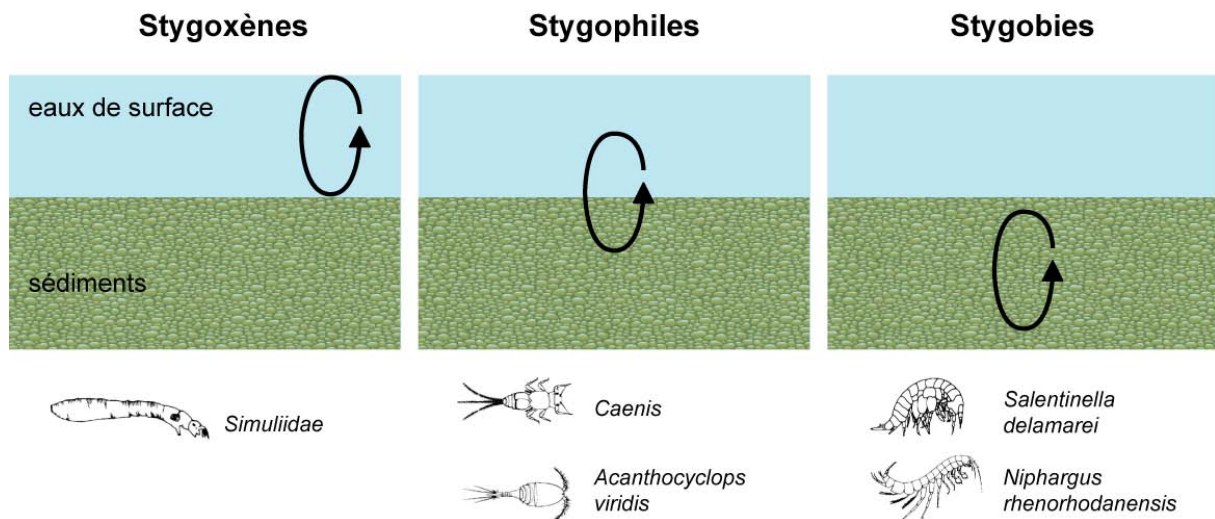 Stygoxènes
Stygophiles
Stygobies
eaux de surface
sédiments
Simuliidae
Caenis
Acanthocyclops
viridis
Salentinella
delamarei
Niphargus
rhenorhodanensis